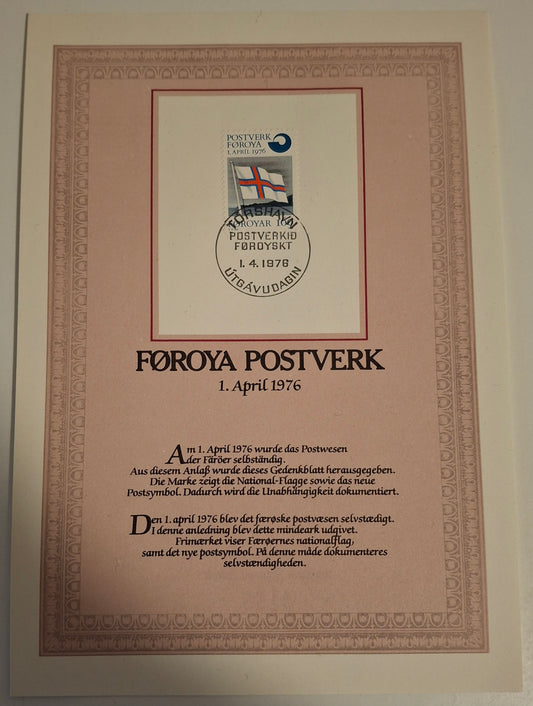 POSTVERK
FØROYA
1. APRÍL 1976
FØROYAR
TÓRSHAVN
POSTVERKIÐ
FØROYSKT
1. 4. 1976
ÚTGÁVUDAGIN
FØROYA POSTVERK
1. April 1976
Am 1. April 1976 wurde das Postwesen
der Färöer selbständig.
Aus diesem Anlaß wurde dieses Gedenkblatt herausgegeben.
Die Marke zeigt die National-Flagge sowie das neue
Postsymbol. Dadurch wird die Unabhängigkeit dokumentiert.
Den 1. april 1976 blev det færøske postvæsen selvstædigt.
I denne anledning blev dette mindeark udgivet.
Frimærket viser Færøernes nationalflag,
samt det nye postsymbol. På denne måde dokumenteres
selvstændigheden.